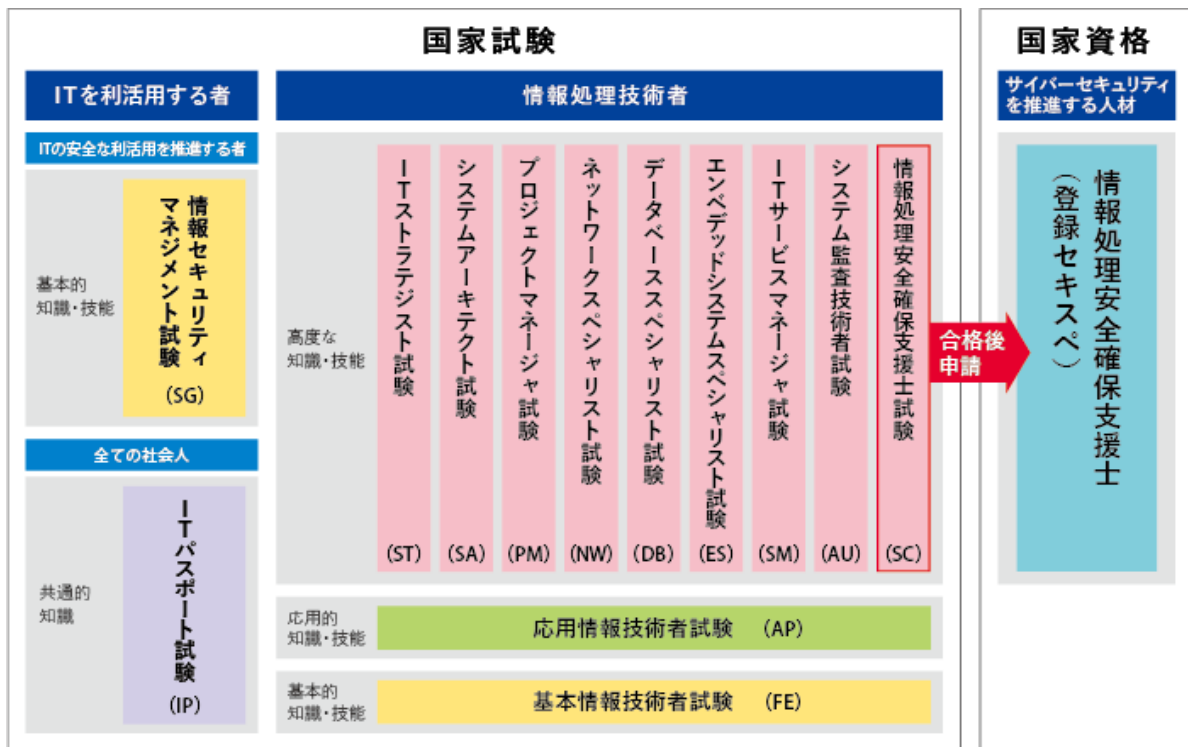 国家試験
ITを利活用する者
ITの安全な利活用を推進する者
基本的
知識・技能
情報セキュリティ
マネジメント試験
(SG)
全ての社会人
共通的
知識
ITパスポート試験
(IP)
情報処理技術者
高度な
知識・技能
ITストラテジスト試験
(ST)
システムアーキテクト試験
(SA)
プロジェクトマネージャ試験
(PM)
ネットワークスペシャリスト試験
(NW)
データベーススペシャリスト試験
(DB)
エンベデッドシステムスペシャリスト試験
(ES)
ITサービスマネージャ試験
(SM)
システム監査技術者試験
(AU)
情報処理安全確保支援士試験
(SC)
応用的
知識・技能
応用情報技術者試験 (AP)
基本的
知識・技能
基本情報技術者試験 (FE)
合格後
申請
国家資格
サイバーセキュリティ
を推進する人材
情報処理安全確保支援士
(登録セキスペ)